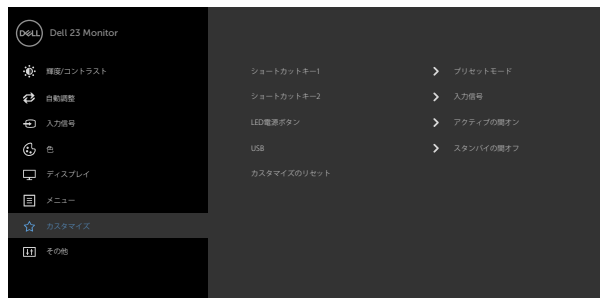 DELL Dell 23 Monitor
輝度/コントラスト
自動調整
入力信号
色
ディスプレイ
メニュー
カスタマイズ
その他
ショートカットキー1 プリセットモード
ショートカットキー2 入力信号
LED電源ボタン アクティブの間オン
USB スタンバイの間オフ
カスタマイズのリセット